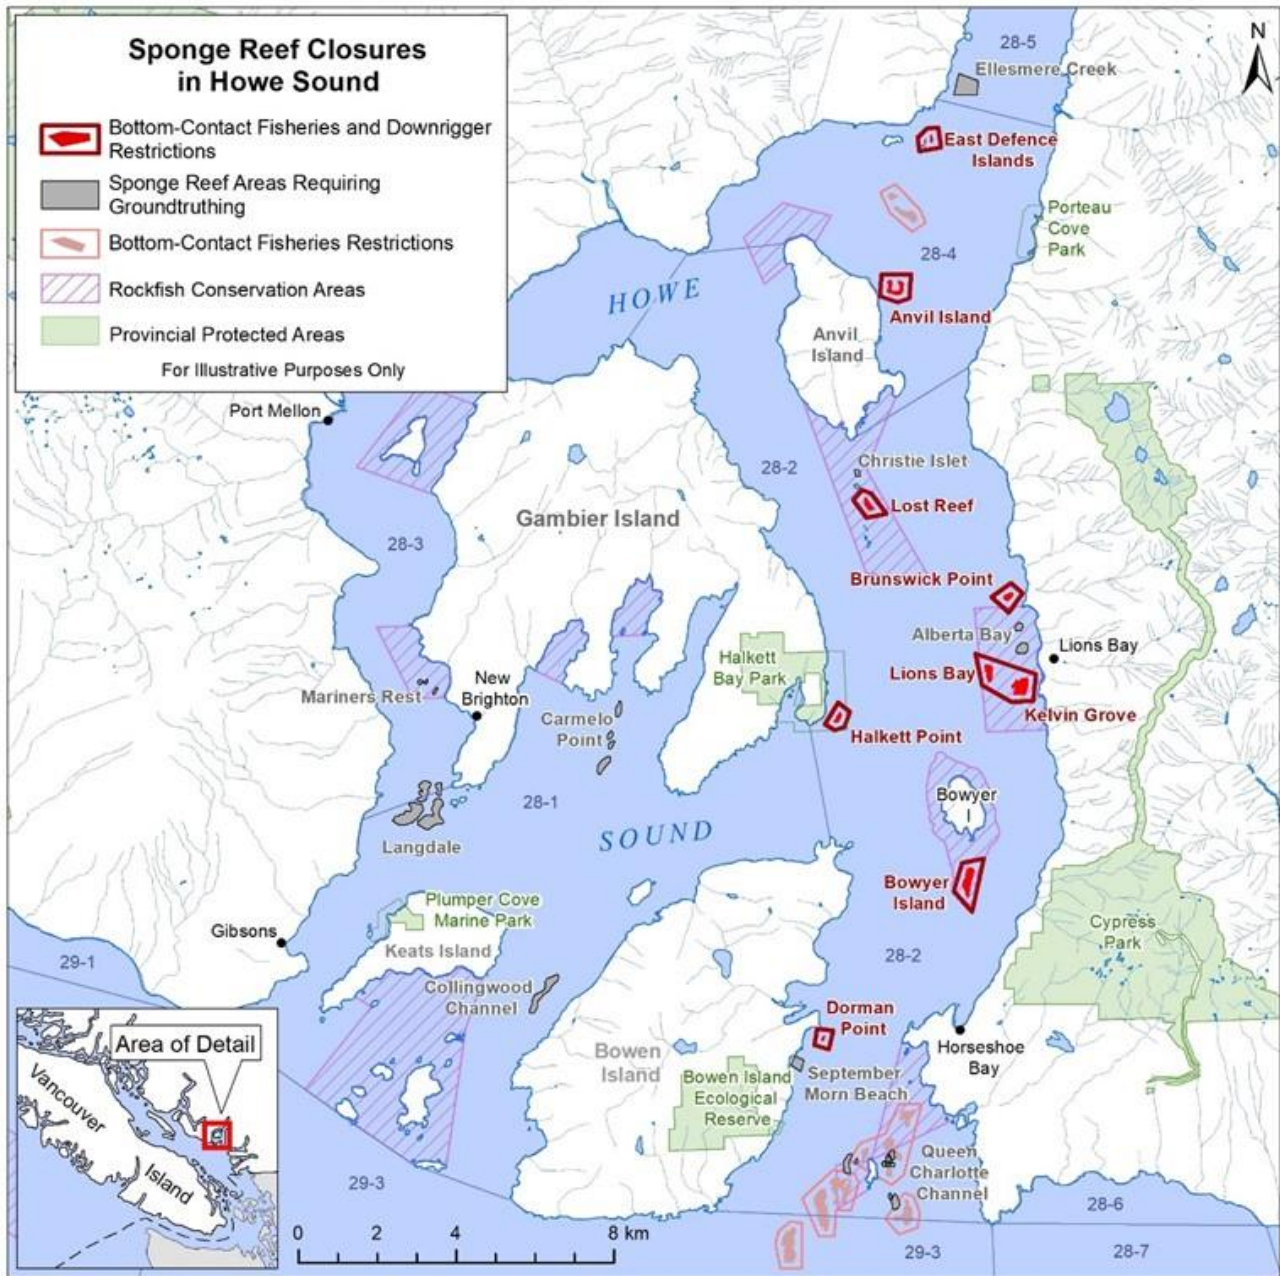 Sponge Reef Closures
in Howe Sound
Bottom-Contact Fisheries and Downrigger
Restrictions
Sponge Reef Areas Requiring
Groundtruthing
Bottom-Contact Fisheries Restrictions
Rockfish Conservation Areas
Provincial Protected Areas
For Illustrative Purposes Only
N
28-5
Ellesmere Creek
East Defence
Islands
Porteau
Cove
Park
28-4
HOWE
Anvil Island
Anvil
Island
Port Mellon
28-2
Christie Islet
Lost Reef
Gambier Island
28-3
Brunswick Point
Alberta Bay
Lions Bay
Halkett
Bay Park
Lions Bay
Mariners Rest
New
Brighton
Carmelo
Point
Kelvin Grove
Halkett Point
28-1
Bowyer
I
SOUND
Langdale
Bowyer
Island
Plumper Cove
Marine Park
Gibsons
Keats Island
Cypress
Park
29-1
28-2
Collingwood
Channel
Dorman
Point
Area of Detail
Bowen
Island
Horseshoe
Bay
September
Morn Beach
Bowen Island
Ecological
Reserve
Vancouver
Island
Queen
Charlotte
Channel
29-3
28-6
0 2 4 8 km
29-3
28-7